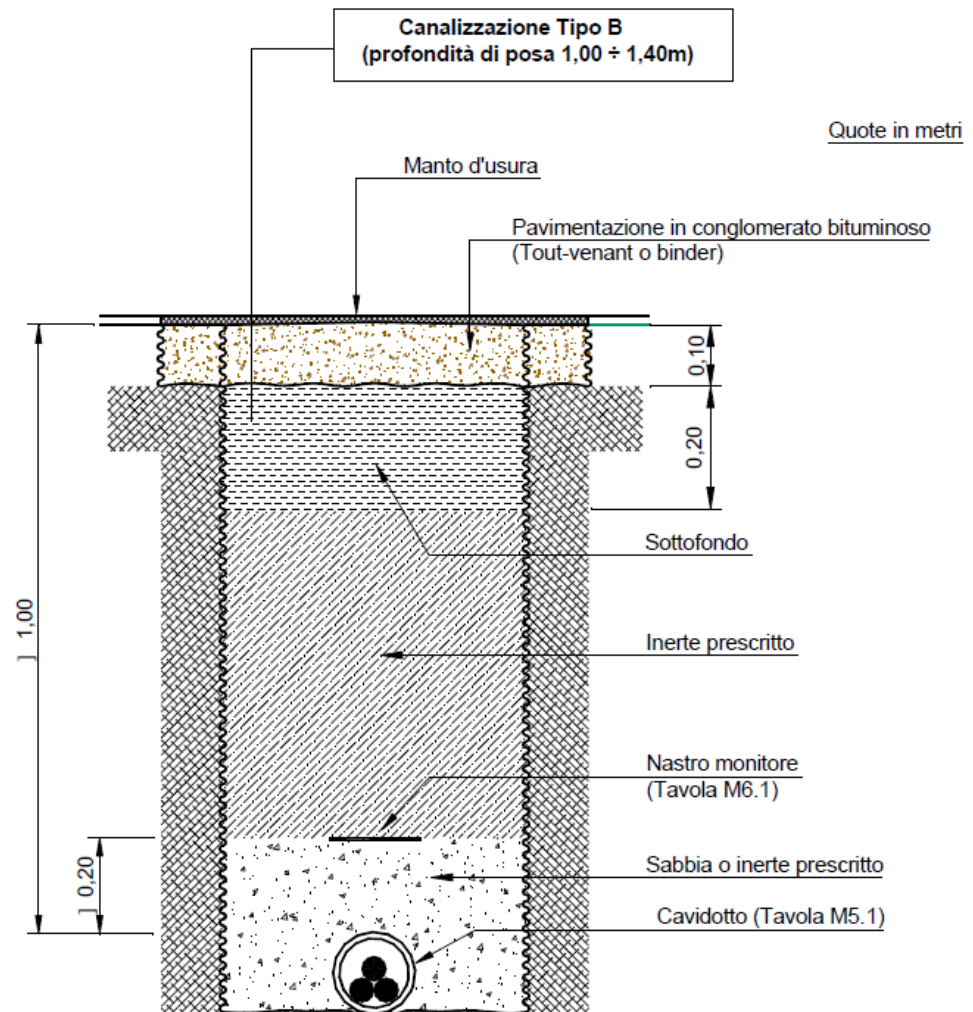 Canalizzazione Tipo B
(profondità di posa 1,00 ÷ 1,40m)
Quote in metri
Manto d'usura
Pavimentazione in conglomerato bituminoso
(Tout-venant o binder)
0,10
0,20
Sottofondo
] 1,00
Inerte prescritto
Nastro monitore
(Tavola M6.1)
] 0,20
Sabbia o inerte prescritto
Cavidotto (Tavola M5.1)